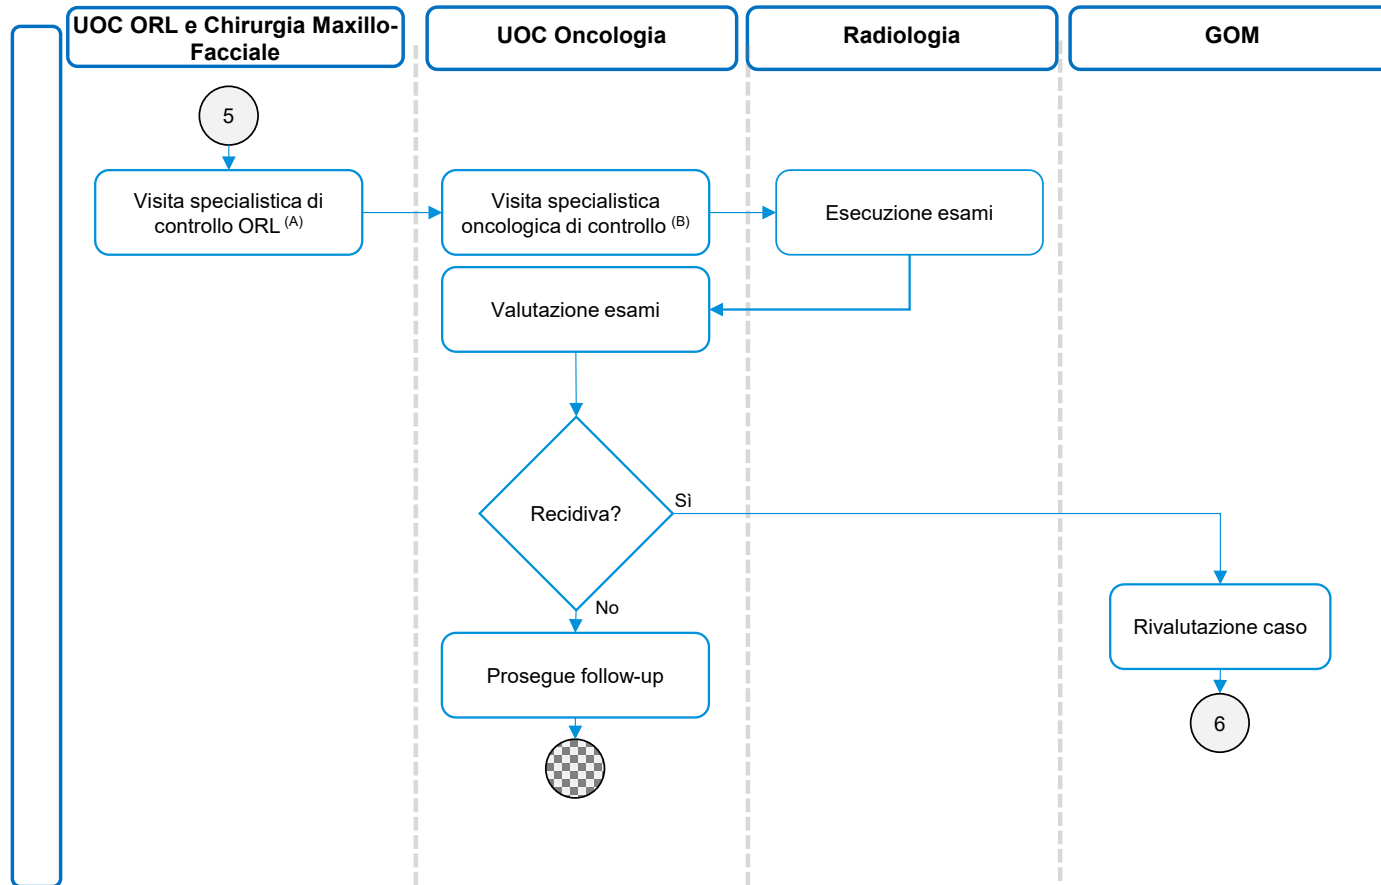 UOC ORL e Chirurgia Maxillo-
Facciale
UOC Oncologia
Radiologia
GOM
5
Visita specialistica di
controllo ORL (A)
Visita specialistica
oncologica di controllo (B)
Esecuzione esami
Valutazione esami
Recidiva?
Sì
No
Rivalutazione caso
Prosegue follow-up
6